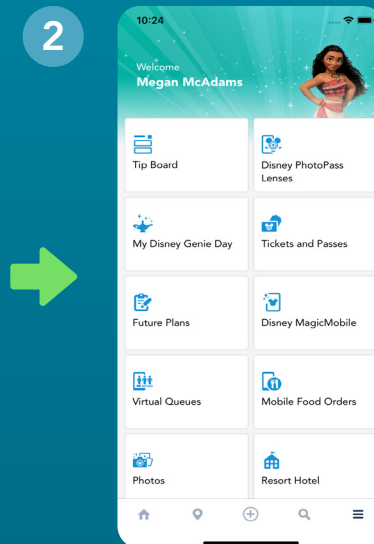 2
10:24
Welcome
Megan McAdams
Tip Board
Disney PhotoPass
Lenses
My Disney Genie Day
Tickets and Passes
Future Plans
Disney MagicMobile
Virtual Queues
Mobile Food Orders
Photos
Resort Hotel